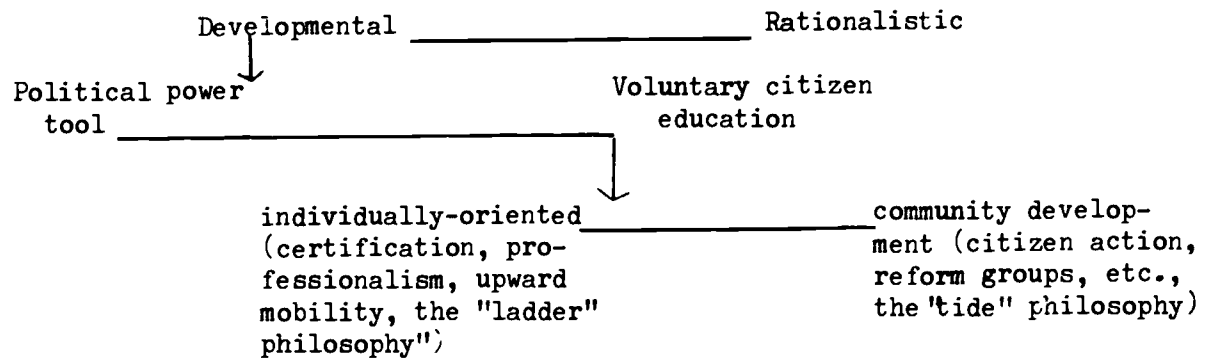 Developmental Rationalistic
Political power
tool
Voluntary citizen
education
individually-oriented
(certification, pro-
fessionalism, upward
mobility, the "ladder"
philosophy")
community develop-
ment (citizen action,
reform groups, etc.,
the "tide" philosophy)